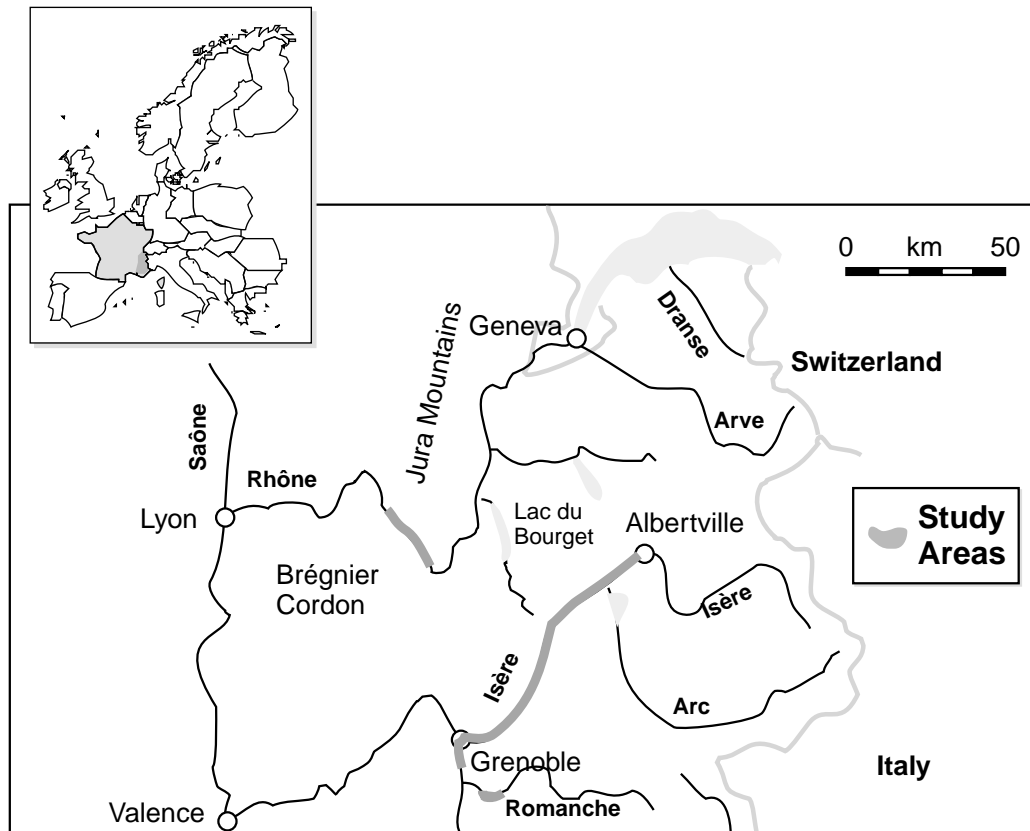 0 km 50
Geneva
Dranse
Jura Mountains
Switzerland
Arve
Saône
Rhône
Lyon
Lac du
Bourget
Albertville
Study
Areas
Brégnier
Cordon
Isère
Isère
Arc
Grenoble
Italy
Valence
Romanche